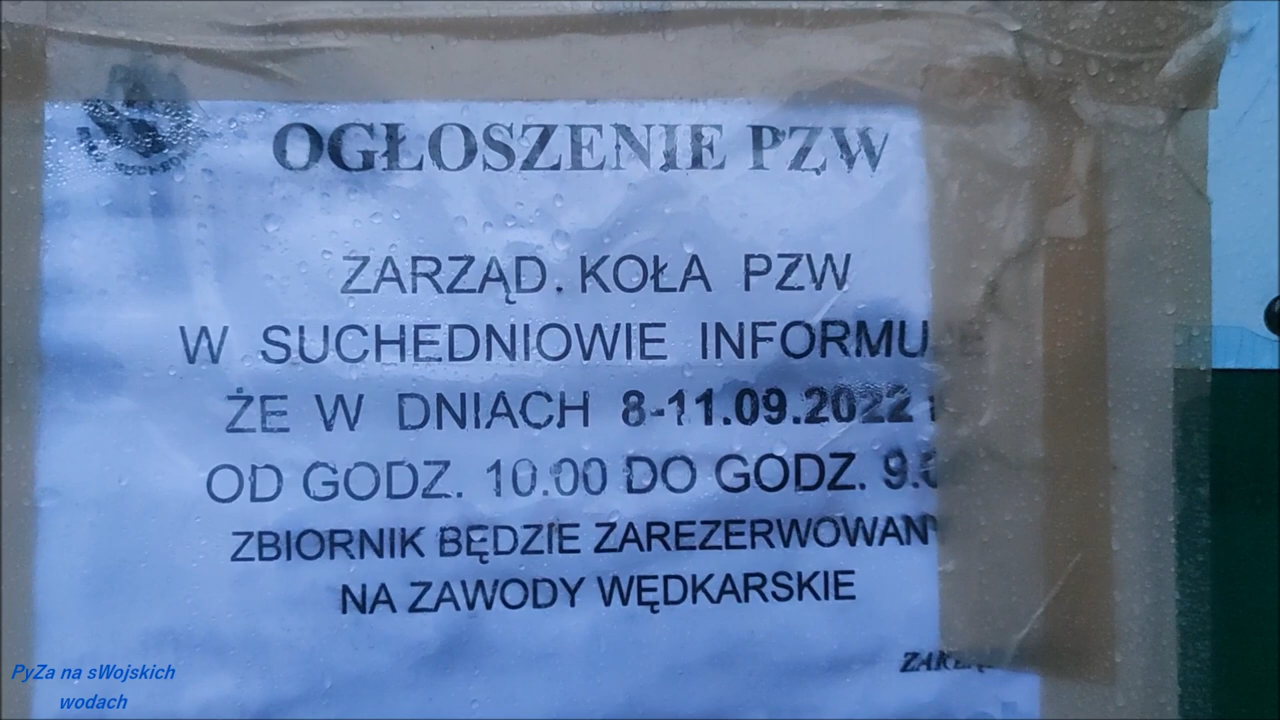 OGŁOSZENIE PZW
ZARZĄD. KOŁA PZW
W SUCHEDNIOWIE
ŻE W DNIACH 8-11.09.2022
OD GODZ. 10.00 DO GODZ.
ZBIORNIK BĘDZIE ZAREZERWOWANY
NA ZAWODY WĘDKARSKIE
PyZa na sWojskich
wodach